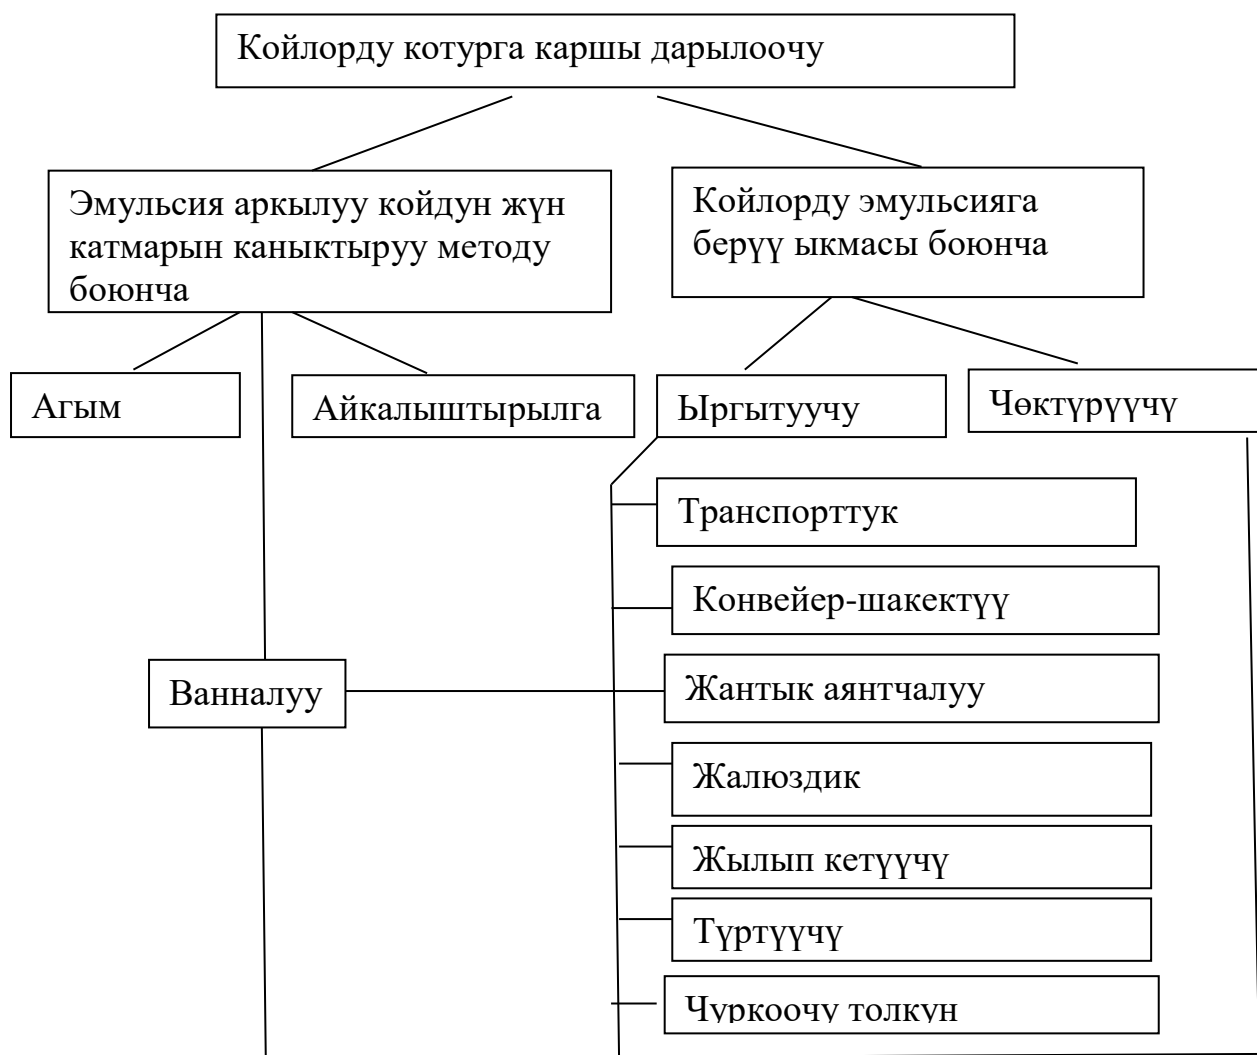 Койлорду котурга каршы дарылоочу
Эмульсия аркылуу койдун жүн
катмарын каныктыруу методу
боюнча
Койлорду эмульсияга
берүү ыкмасы боюнча
Агым
Айкалыштырылга
Ыргытуучу
Чөктүрүүчү
Транспорттук
Конвейер-шакектүү
Ванналуу
Жантык аянтчалуу
Жалюздик
Жылып кетүүчү
Түртүүчү
Чуркоочу толкун